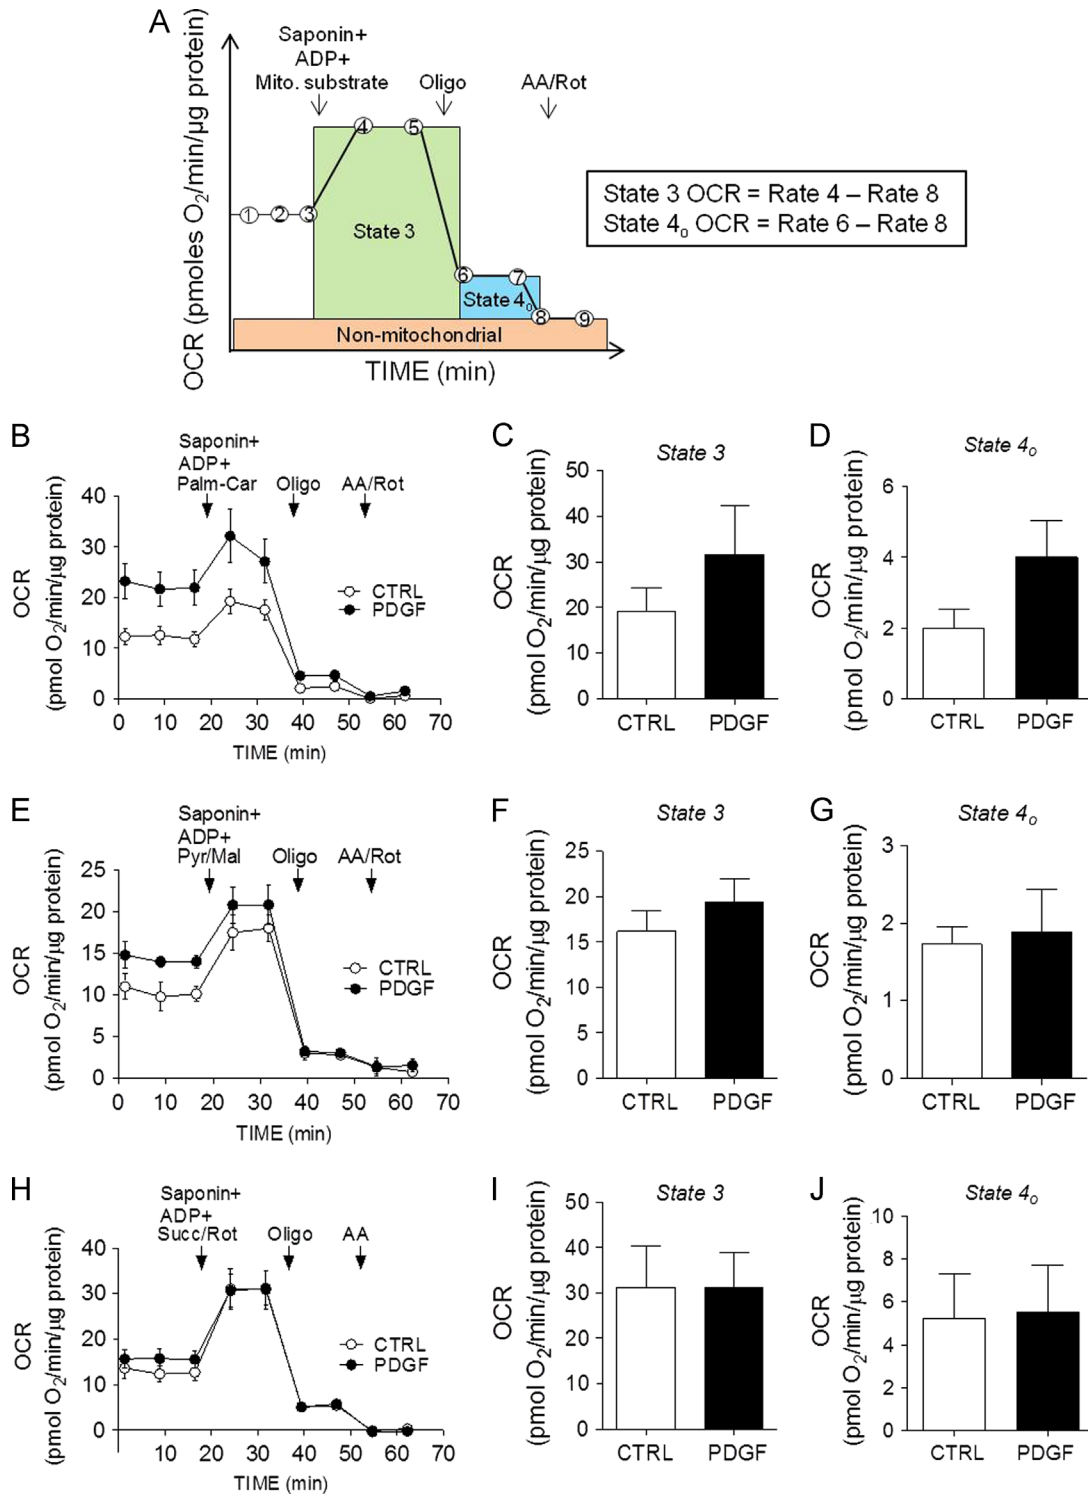 A
Saponin+
ADP+
Mito. substrate
Oligo
AA/Rot
OCR (pmoles O2/min/μg protein)
1 2 3 4 5 6 7 8 9
State 3
State 4o
Non-mitochondrial
TIME (min)
State 3 OCR = Rate 4 – Rate 8
State 4o OCR = Rate 6 – Rate 8
B
Saponin+
ADP+
Palm-Car
Oligo
AA/Rot
OCR
(pmol O2/min/μg protein)
40
30
20
10
0
CTRL
PDGF
0 10 20 30 40 50 60 70
TIME (min)
C
State 3
OCR
(pmol O2/min/μg protein)
50
40
30
20
10
0
CTRL PDGF
D
State 4o
OCR
(pmol O2/min/μg protein)
6
4
2
0
CTRL PDGF
E
Saponin+
ADP+
Pyr/Mal
Oligo
AA/Rot
OCR
(pmol O2/min/μg protein)
25
20
15
10
5
0
CTRL
PDGF
0 10 20 30 40 50 60 70
TIME (min)
F
State 3
OCR
(pmol O2/min/μg protein)
25
20
15
10
5
0
CTRL PDGF
G
State 4o
OCR
(pmol O2/min/μg protein)
3
2
1
0
CTRL PDGF
H
Saponin+
ADP+
Succ/Rot
Oligo
AA
OCR
(pmol O2/min/μg protein)
40
30
20
10
0
CTRL
PDGF
10 20 30 40 50 60 70
TIME (min)
I
State 3
OCR
(pmol O2/min/μg protein)
50
40
30
20
10
0
CTRL PDGF
J
State 4o
OCR
(pmol O2/min/μg protein)
10
8
6
4
2
0
CTRL PDGF